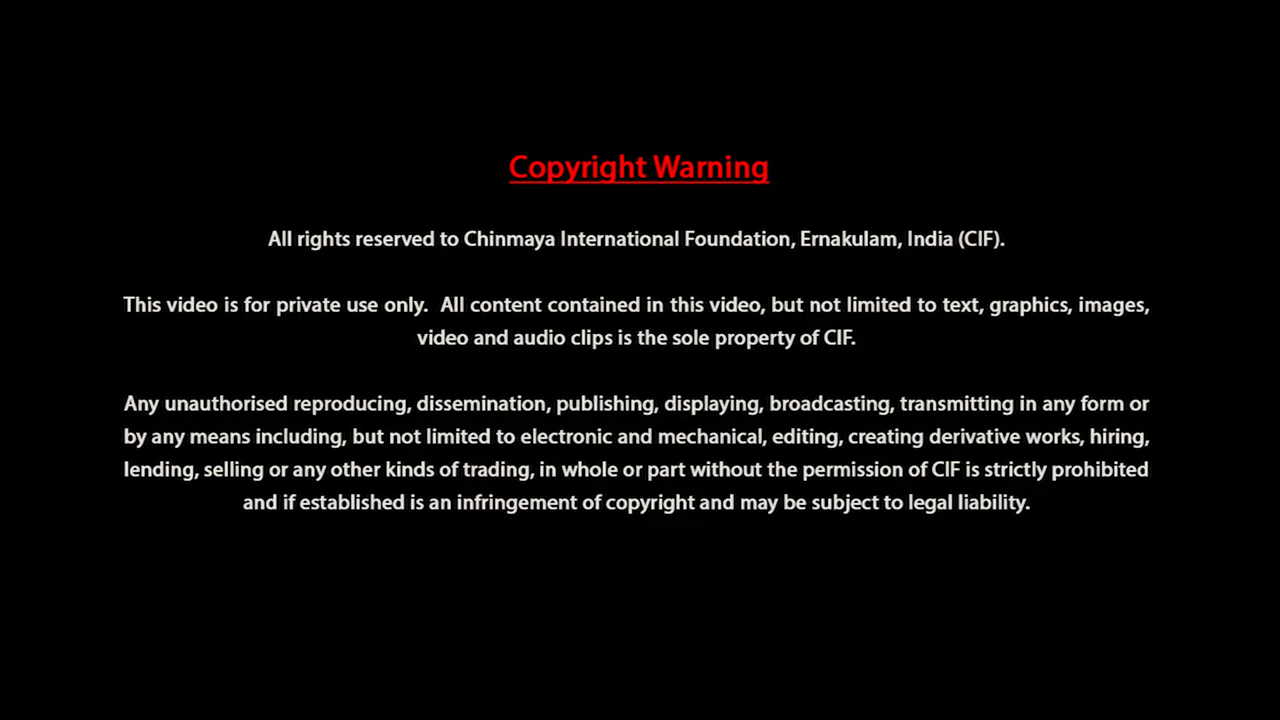 Copyright Warning
All rights reserved to Chinmaya International Foundation, Ernakulam, India (CIF).
This video is for private use only.  All content contained in this video, but not limited to text, graphics, images,
video and audio clips is the sole property of CIF.
Any unauthorised reproducing, dissemination, publishing, displaying, broadcasting, transmitting in any form or
by any means including, but not limited to electronic and mechanical, editing, creating derivative works, hiring,
lending, selling or any other kinds of trading, in whole or part without the permission of CIF is strictly prohibited
and if established is an infringement of copyright and may be subject to legal liability.